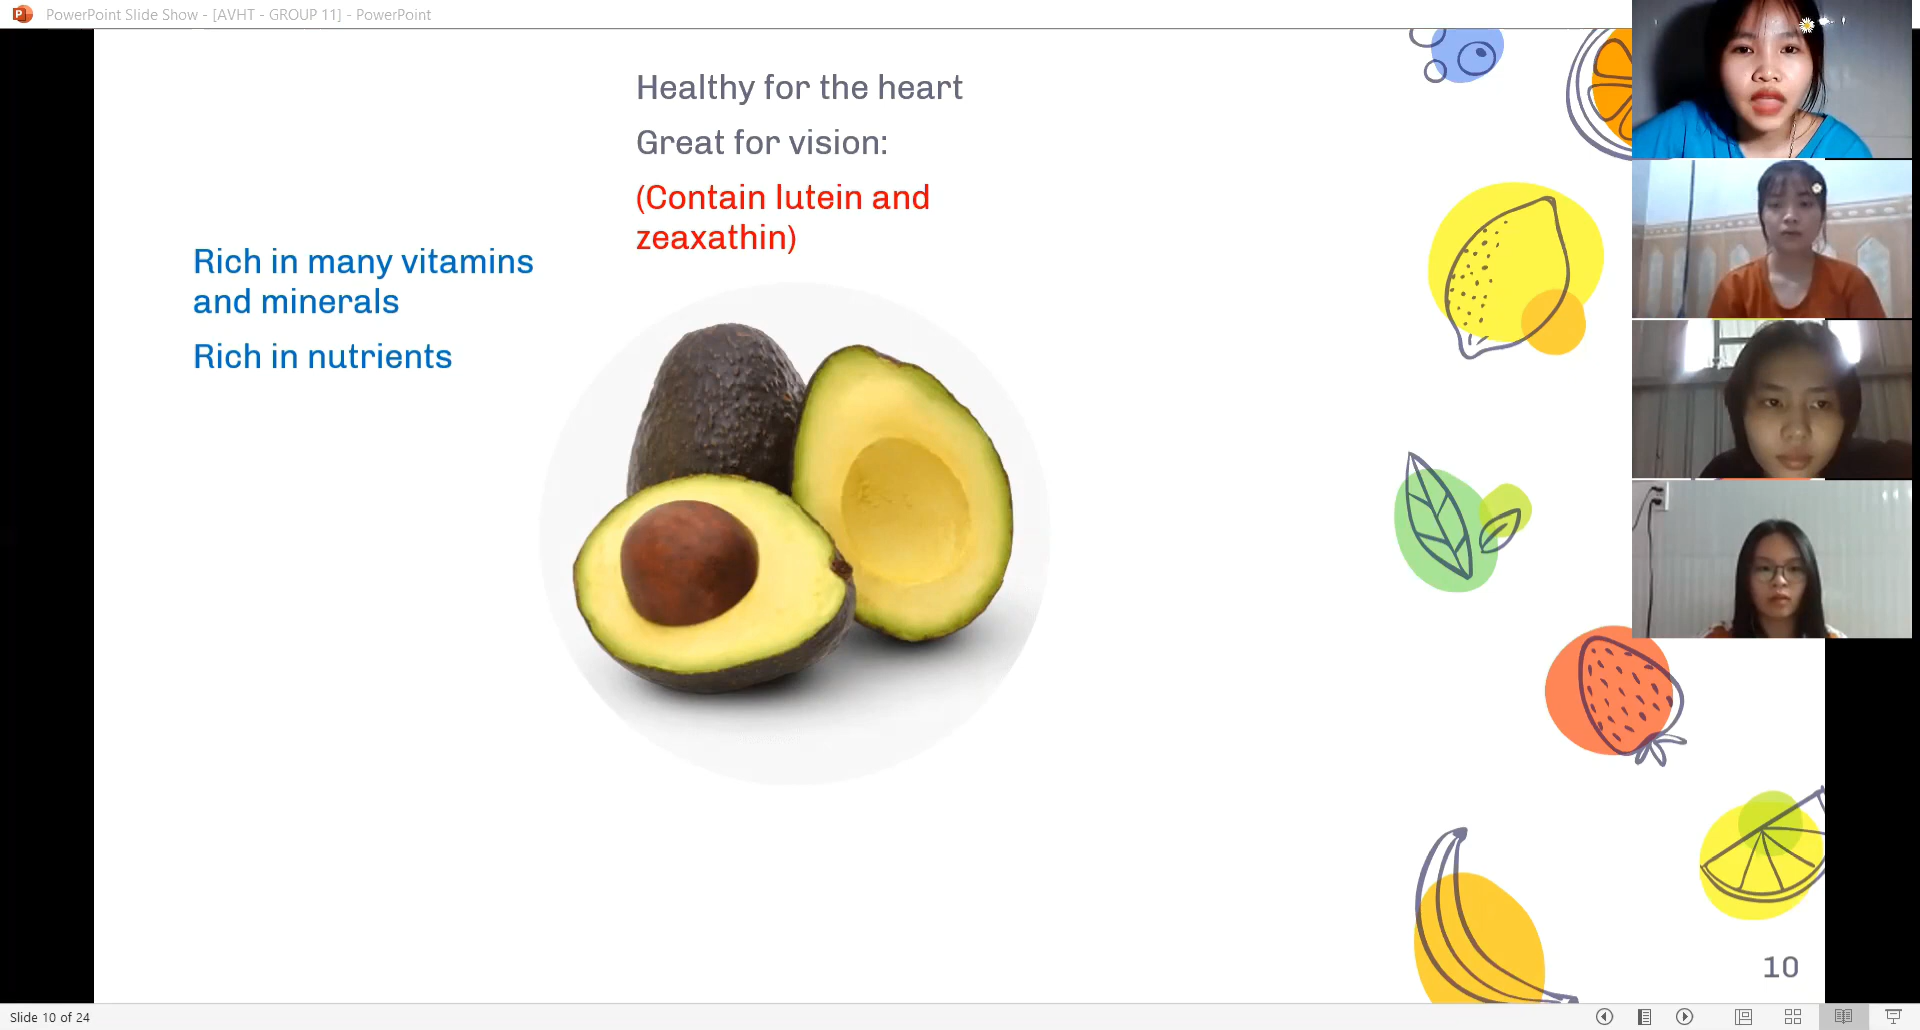 PowerPoint Slide Show - [AVHT - GROUP 11] - PowerPoint
Healthy for the heart
Great for vision:
(Contain lutein and
zeaxathin)
Rich in many vitamins
and minerals
Rich in nutrients
10
Slide 10 of 24